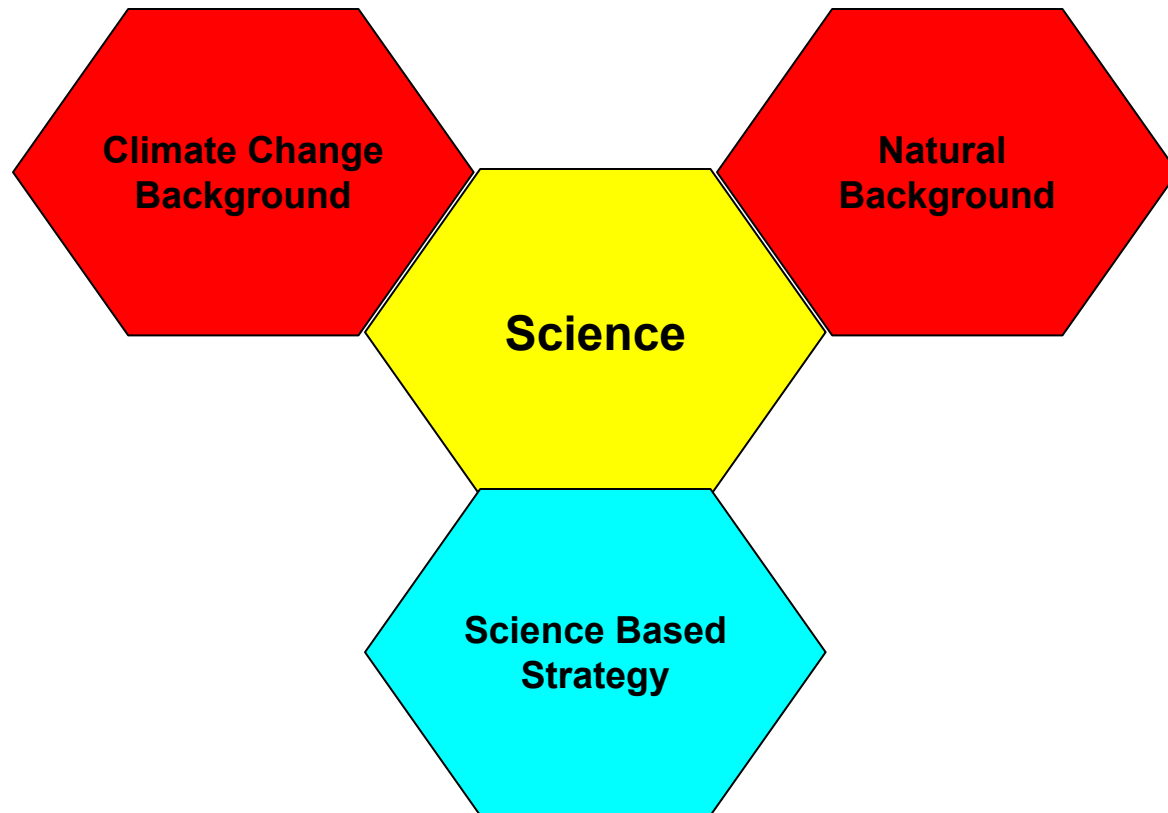 Climate Change
Background
Natural
Background
Science
Science Based
Strategy